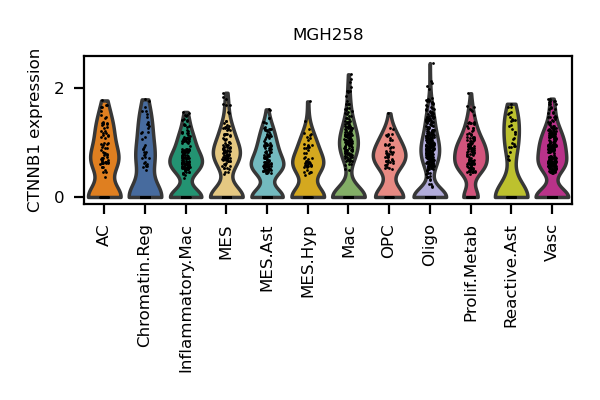 MGH258
CTNNB1 expression
2
0
AC
Chromatin.Reg
Inflammatory.Mac
MES
MES.Ast
MES.Hyp
Mac
OPC
Oligo
Prolif.Metab
Reactive.Ast
Vasc